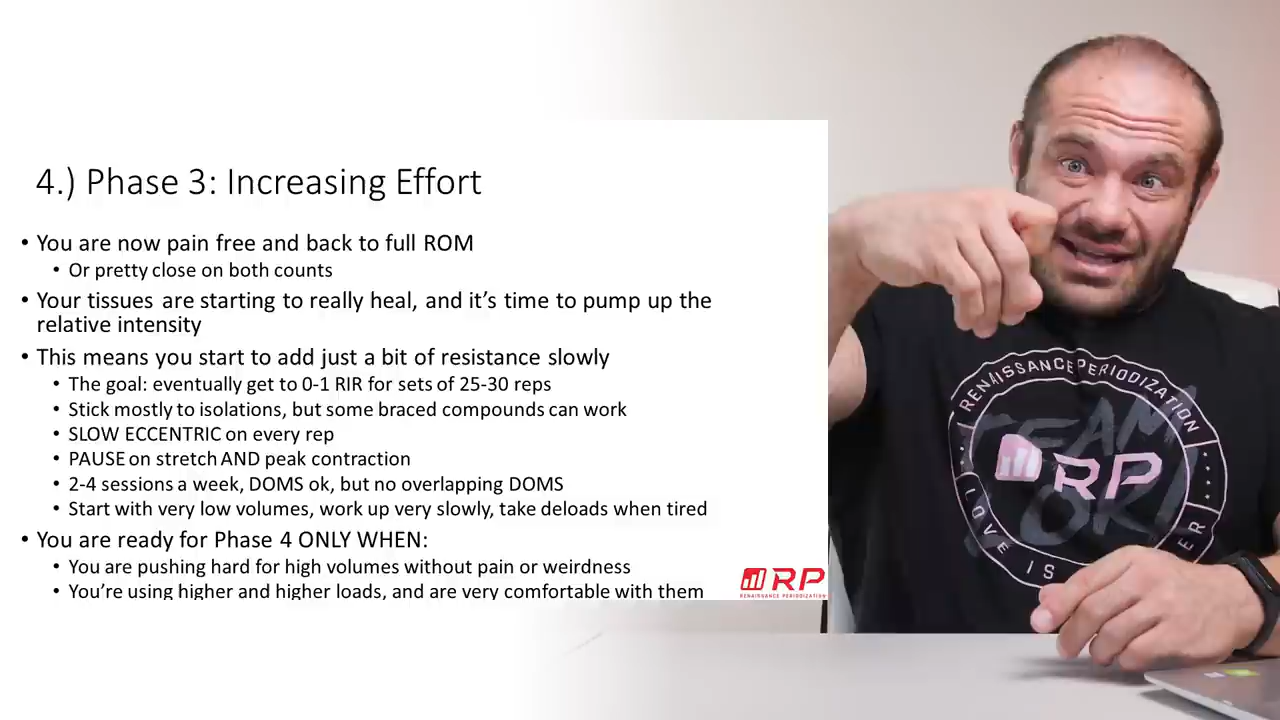 4.) Phase 3: Increasing Effort
• You are now pain free and back to full ROM
• Or pretty close on both counts
• Your tissues are starting to really heal, and it's time to pump up the
relative intensity
• This means you start to add just a bit of resistance slowly
• The goal: eventually get to 0-1 RIR for sets of 25-30 reps
• Stick mostly to isolations, but some braced compounds can work
• SLOW ECCENTRIC on every rep
• PAUSE on stretch AND peak contraction
• 2-4 sessions a week, DOMS ok, but no overlapping DOMS
• Start with very low volumes, work up very slowly, take deloads when tired
• You are ready for Phase 4 ONLY WHEN:
• You are pushing hard for high volumes without pain or weirdness
• You're using higher and higher loads, and are very comfortable with them
RP
RENAISSANCE PERIODIZATION
RENAISSANCE PERIODIZATION
TEAM
RP
LOVE IS